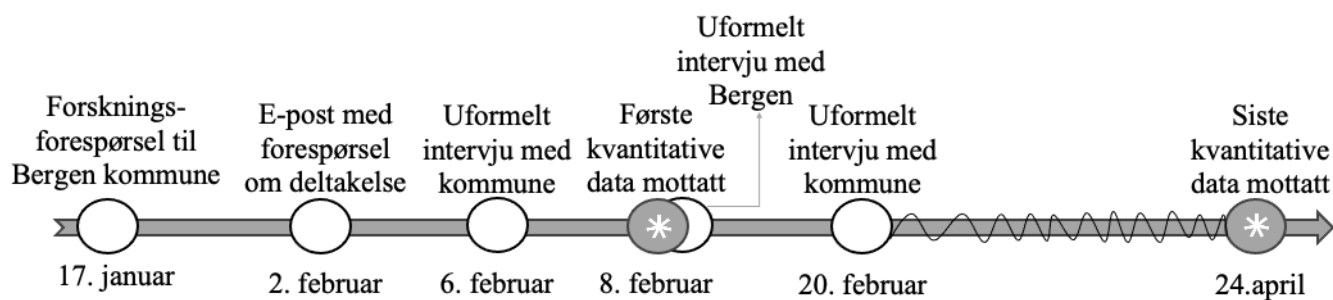 Forsknings-
forespørsel til
Bergen kommune
17. januar
E-post med
forespørsel
om deltakelse
2. februar
Uformelt
intervju med
kommune
6. februar
Første
kvantitative
data mottatt
Uformelt
intervju med
Bergen
8. februar
Uformelt
intervju med
kommune
20. februar
Siste
kvantitative
data mottatt
24.april